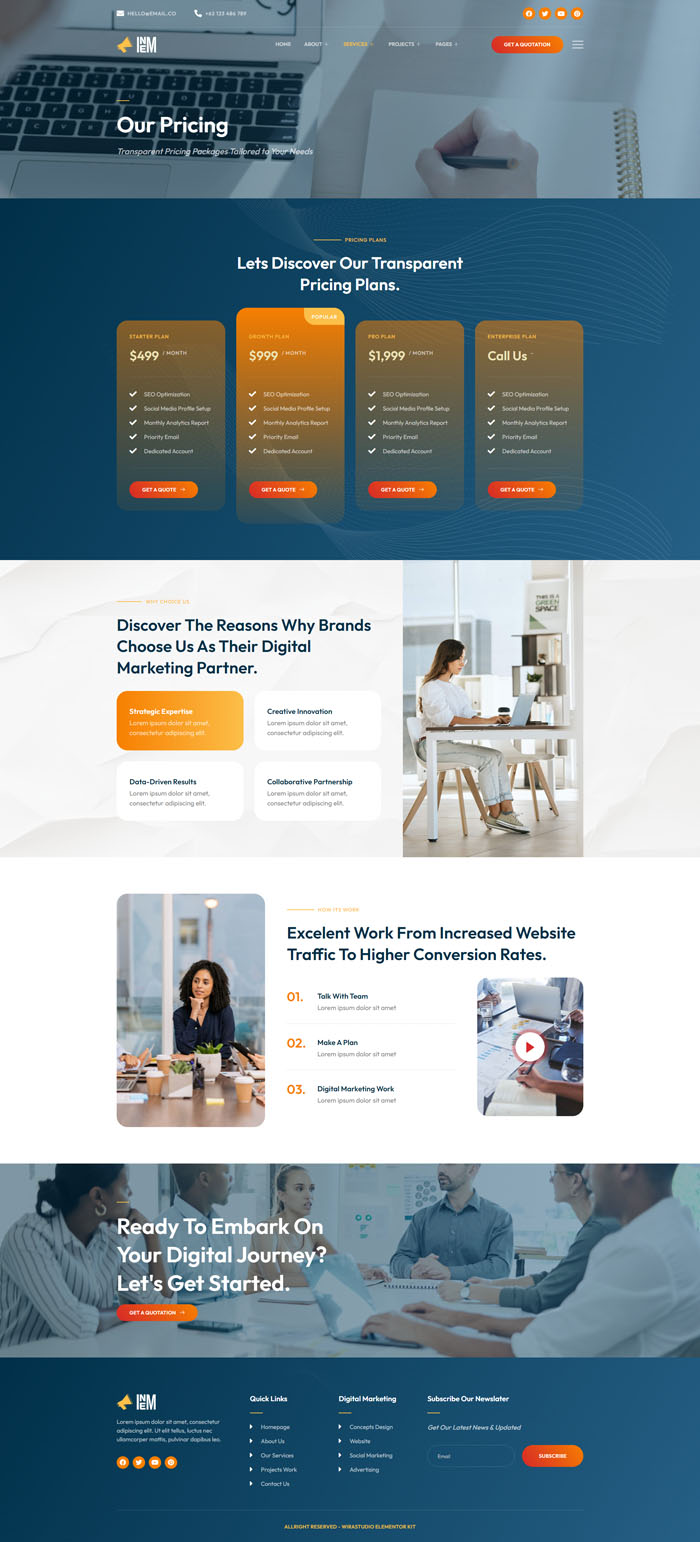 HELLO@EMAIL.CO
+62 123 486 789
INEM
HOME
ABOUT +
SERVICES +
PROJECTS +
PAGES +
GET A QUOTATION
Our Pricing
Transparent Pricing Packages Tailored to Your Needs
PRICING PLANS
Lets Discover Our Transparent
Pricing Plans.
STARTER PLAN
$499 / MONTH
SEO Optimization
Social Media Profile Setup
Monthly Analytics Report
Priority Email
Dedicated Account
GET A QUOTE →
POPULAR
GROWTH PLAN
$999 / MONTH
SEO Optimization
Social Media Profile Setup
Monthly Analytics Report
Priority Email
Dedicated Account
GET A QUOTE →
PRO PLAN
$1,999 / MONTH
SEO Optimization
Social Media Profile Setup
Monthly Analytics Report
Priority Email
Dedicated Account
GET A QUOTE →
ENTERPRISE PLAN
Call Us -
SEO Optimization
Social Media Profile Setup
Monthly Analytics Report
Priority Email
Dedicated Account
GET A QUOTE →
WHY CHOICE US
Discover The Reasons Why Brands
Choose Us As Their Digital
Marketing Partner.
Strategic Expertise
Lorem ipsum dolor sit amet,
consectetur adipiscing elit.
Creative Innovation
Lorem ipsum dolor sit amet,
consectetur adipiscing elit.
Data-Driven Results
Lorem ipsum dolor sit amet,
consectetur adipiscing elit.
Collaborative Partnership
Lorem ipsum dolor sit amet,
consectetur adipiscing elit.
THIS IS A
GREEN
SPACE
HOW ITS WORK
Excelent Work From Increased Website
Traffic To Higher Conversion Rates.
01.
Talk With Team
Lorem ipsum dolor sit amet
02.
Make A Plan
Lorem ipsum dolor sit amet
03.
Digital Marketing Work
Lorem ipsum dolor sit amet
Ready To Embark On
Your Digital Journey?
Let's Get Started.
GET A QUOTATION →
INEM
Lorem ipsum dolor sit amet, consectetur
adipiscing elit. Ut elit tellus, luctus nec
ullamcorper mattis, pulvinar dapibus leo.
Quick Links
Homepage
About Us
Our Services
Projects Work
Contact Us
Digital Marketing
Concepts Design
Website
Social Marketing
Advertising
Subscribe Our Newslater
Get Our Latest News & Updated
Email
SUBSCRIBE
ALLRIGHT RESERVED - WIRASTUDIO ELEMENTOR KIT